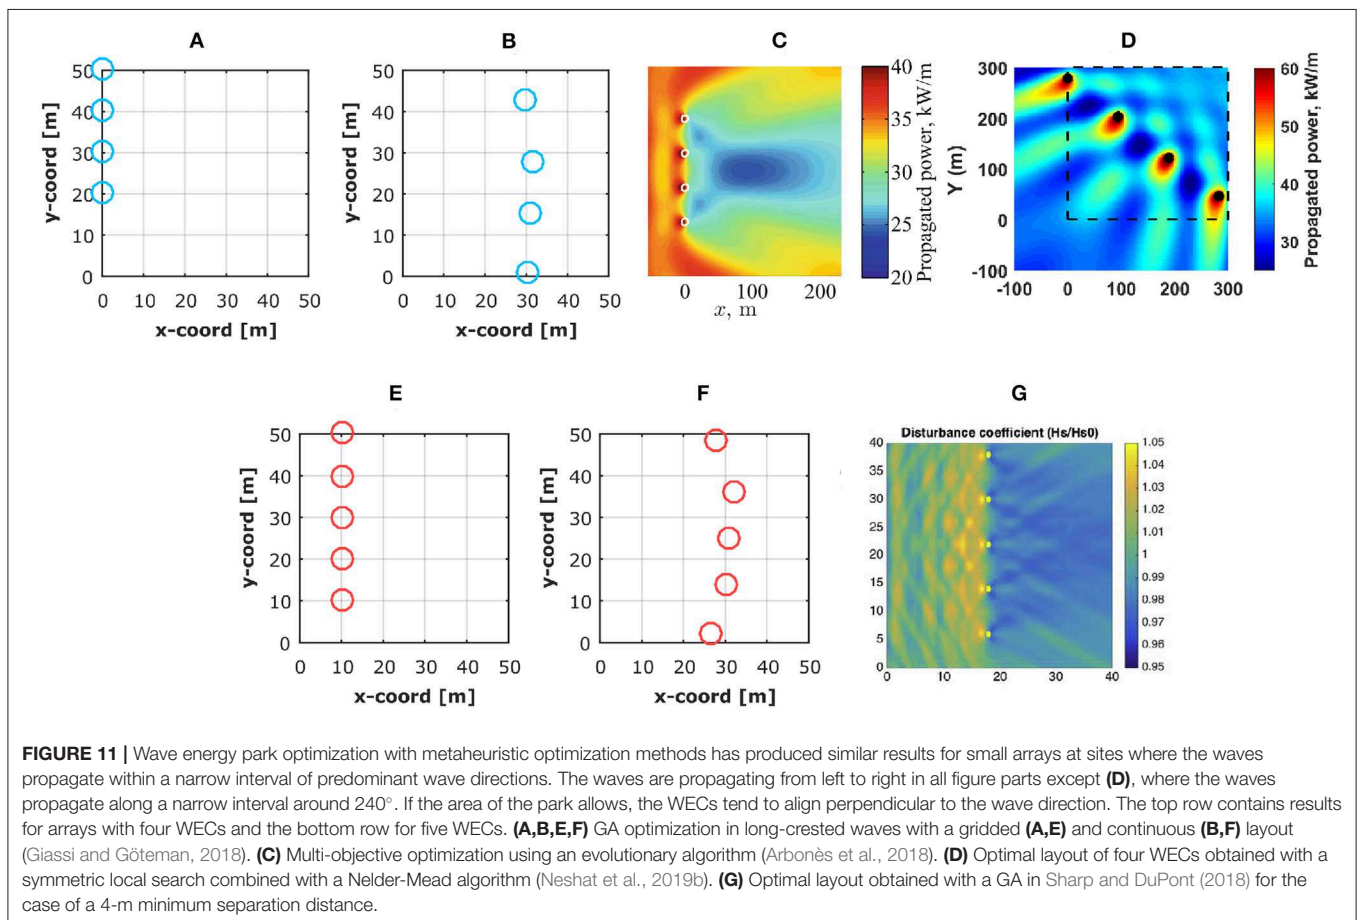 A
B
C
D
50
40
30
20
10
0
y-coord [m]
0 10 20 30 40 50
x-coord [m]
50
40
30
20
10
0
y-coord [m]
0 10 20 30 40 50
x-coord [m]
0 100 200
x, m
40
35
30
25
20
Propagated power, kW/m
300
200
100
0
-100
Y (m)
-100 0 100 200 300
60
50
40
30
Propagated power, kW/m
E
F
G
50
40
30
20
10
0
y-coord [m]
0 10 20 30 40 50
x-coord [m]
50
40
30
20
10
0
y-coord [m]
0 10 20 30 40 50
x-coord [m]
Disturbance coefficient (Hs/Hs0)
40
35
30
25
20
15
10
5
0
0 10 20 30 40
1.05
1.04
1.03
1.02
1.01
1
0.99
0.98
0.97
0.96
0.95
FIGURE 11 | Wave energy park optimization with metaheuristic optimization methods has produced similar results for small arrays at sites where the waves
propagate within a narrow interval of predominant wave directions. The waves are propagating from left to right in all figure parts except (D), where the waves
propagate along a narrow interval around 240°. If the area of the park allows, the WECs tend to align perpendicular to the wave direction. The top row contains results
for arrays with four WECs and the bottom row for five WECs. (A,B,E,F) GA optimization in long-crested waves with a gridded (A,E) and continuous (B,F) layout
(Giassi and Göteman, 2018). (C) Multi-objective optimization using an evolutionary algorithm (Arbonès et al., 2018). (D) Optimal layout of four WECs obtained with a
symmetric local search combined with a Nelder-Mead algorithm (Neshat et al., 2019b). (G) Optimal layout obtained with a GA in Sharp and DuPont (2018) for the
case of a 4-m minimum separation distance.